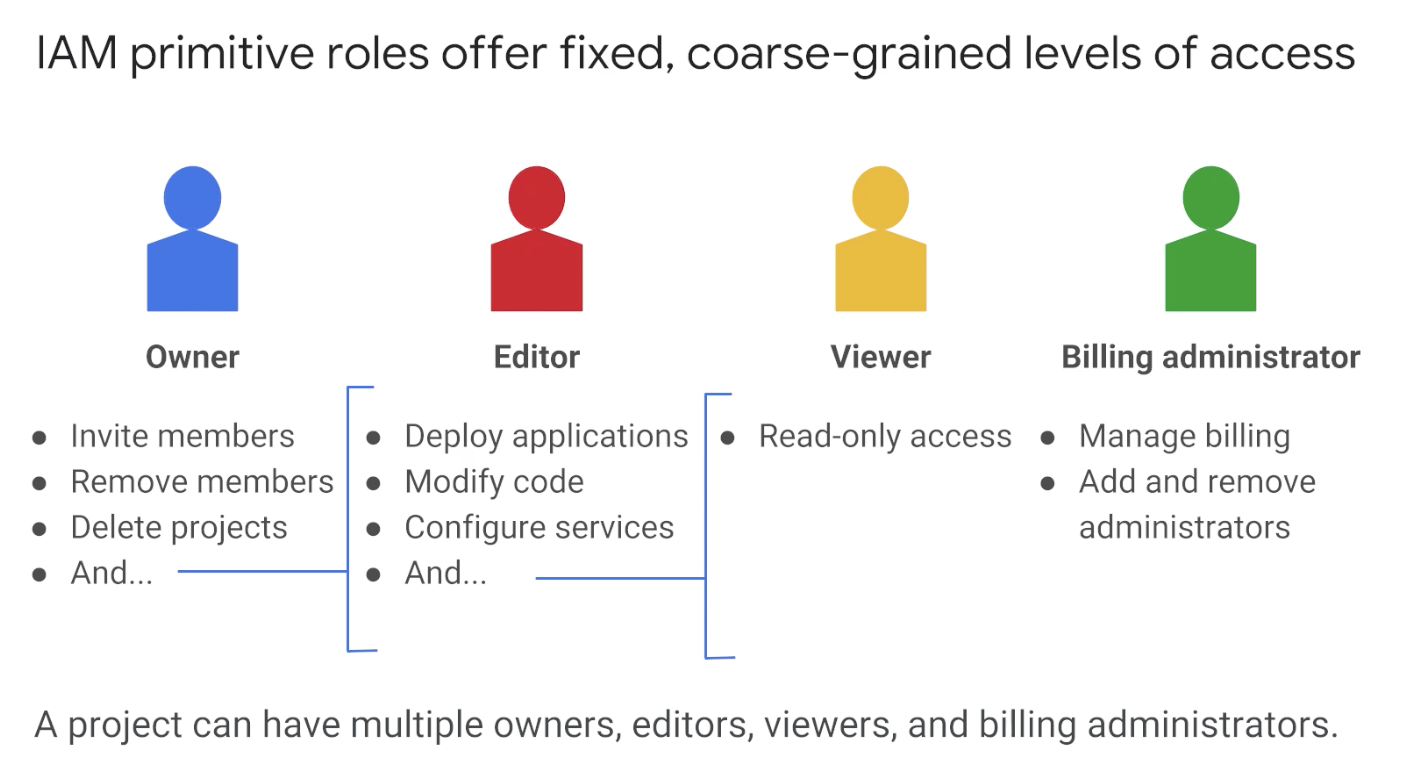 IAM primitive roles offer fixed, coarse-grained levels of access
Owner
● Invite members
● Remove members
● Delete projects
● And...
Editor
● Deploy applications
● Modify code
● Configure services
● And...
Viewer
● Read-only access
Billing administrator
● Manage billing
● Add and remove
administrators
A project can have multiple owners, editors, viewers, and billing administrators.